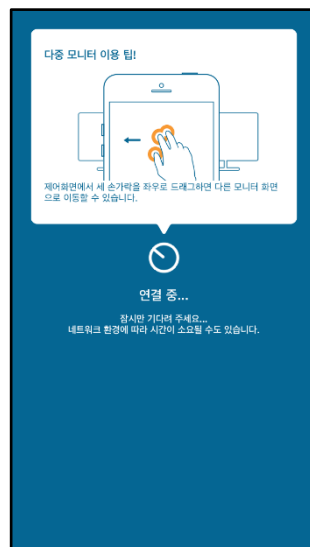 다중 모니터 이용 팁!
제어화면에서 세 손가락을 좌우로 드래그하면 다른 모니터 화면
으로 이동할 수 있습니다.
연결 중...
잠시만 기다려 주세요...
네트워크 환경에 따라 시간이 소요될 수도 있습니다.